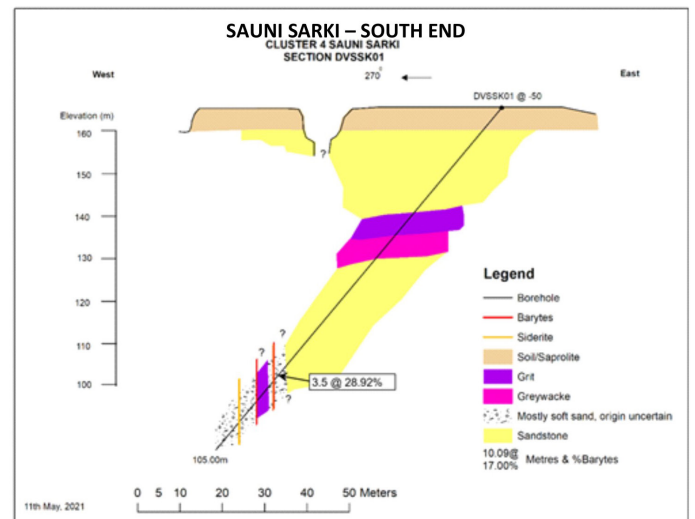 SAUNI SARKI – SOUTH END
CLUSTER 4 SAUNI SARKI
SECTION DVSSK01
West
270°
East
DVSSK01 @ -50
Elevation (m)
160
?
150
140
130
Legend
Borehole
120
Barytes
Siderite
110
?
Soil/Saprolite
?
Grit
100
3.5 @ 28.92%
Greywacke
?
Mostly soft sand, origin uncertain
Sandstone
10.09@
17.00%
Metres & %Barytes
105.00m
0 5 10 20 30 40 50 Meters
11th May, 2021